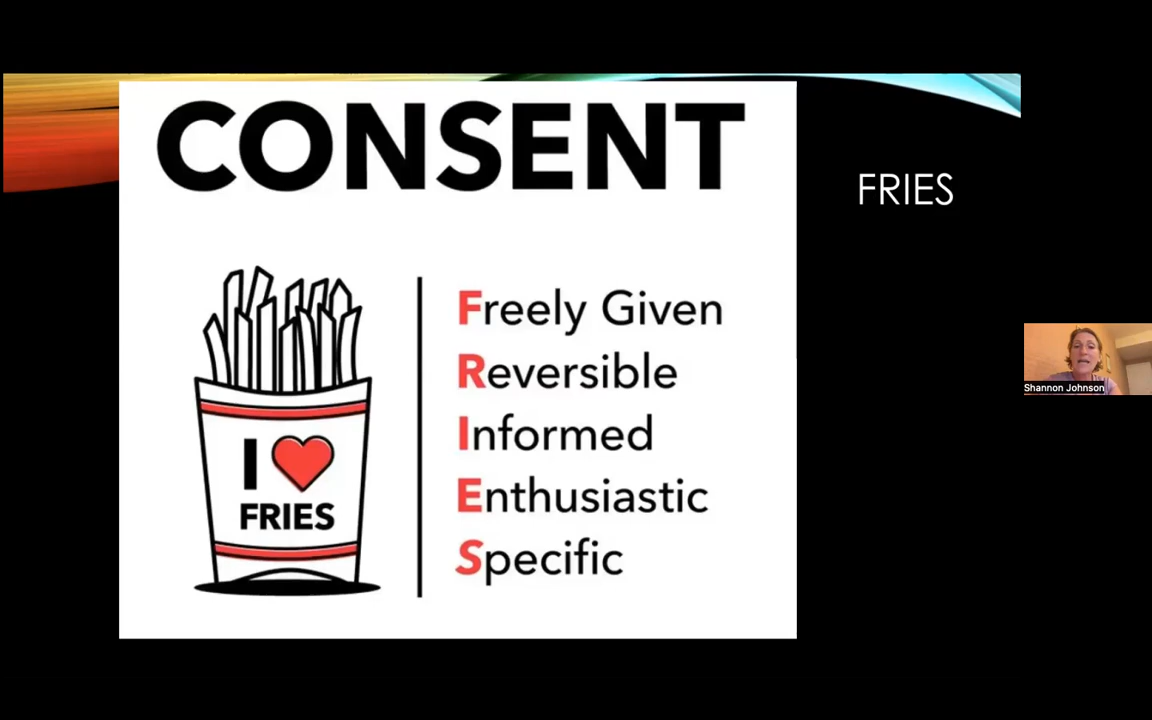 CONSENT
FRIES
I
FRIES
Freely Given
Reversible
Informed
Enthusiastic
Specific
Shannon Johnson